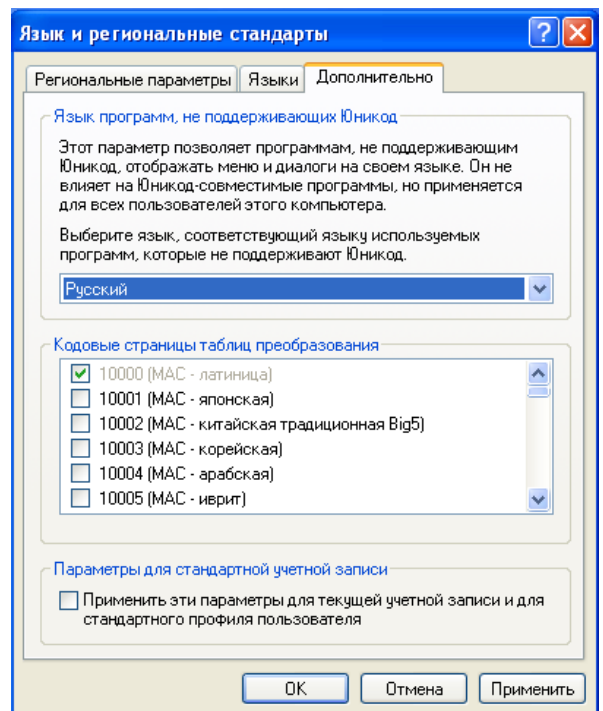 Язык и региональные стандарты
Региональные параметры Языки Дополнительно
Язык программ, не поддерживающих Юникод
Этот параметр позволяет программам, не поддерживающим
Юникод, отображать меню и диалоги на своем языке. Он не
влияет на Юникод-совместимые программы, но применяется
для всех пользователей этого компьютера.
Выберите язык, соответствующий языку используемых
программ, которые не поддерживают Юникод.
Русский
Кодовые страницы таблиц преобразования
10000 (MAC - латиница)
10001 (MAC - японская)
10002 (MAC - китайская традиционная Big5)
10003 (MAC - корейская)
10004 (MAC - арабская)
10005 (MAC - иврит)
Параметры для стандартной учетной записи
Применить эти параметры для текущей учетной записи и для
стандартного профиля пользователя
OK Отмена Применить